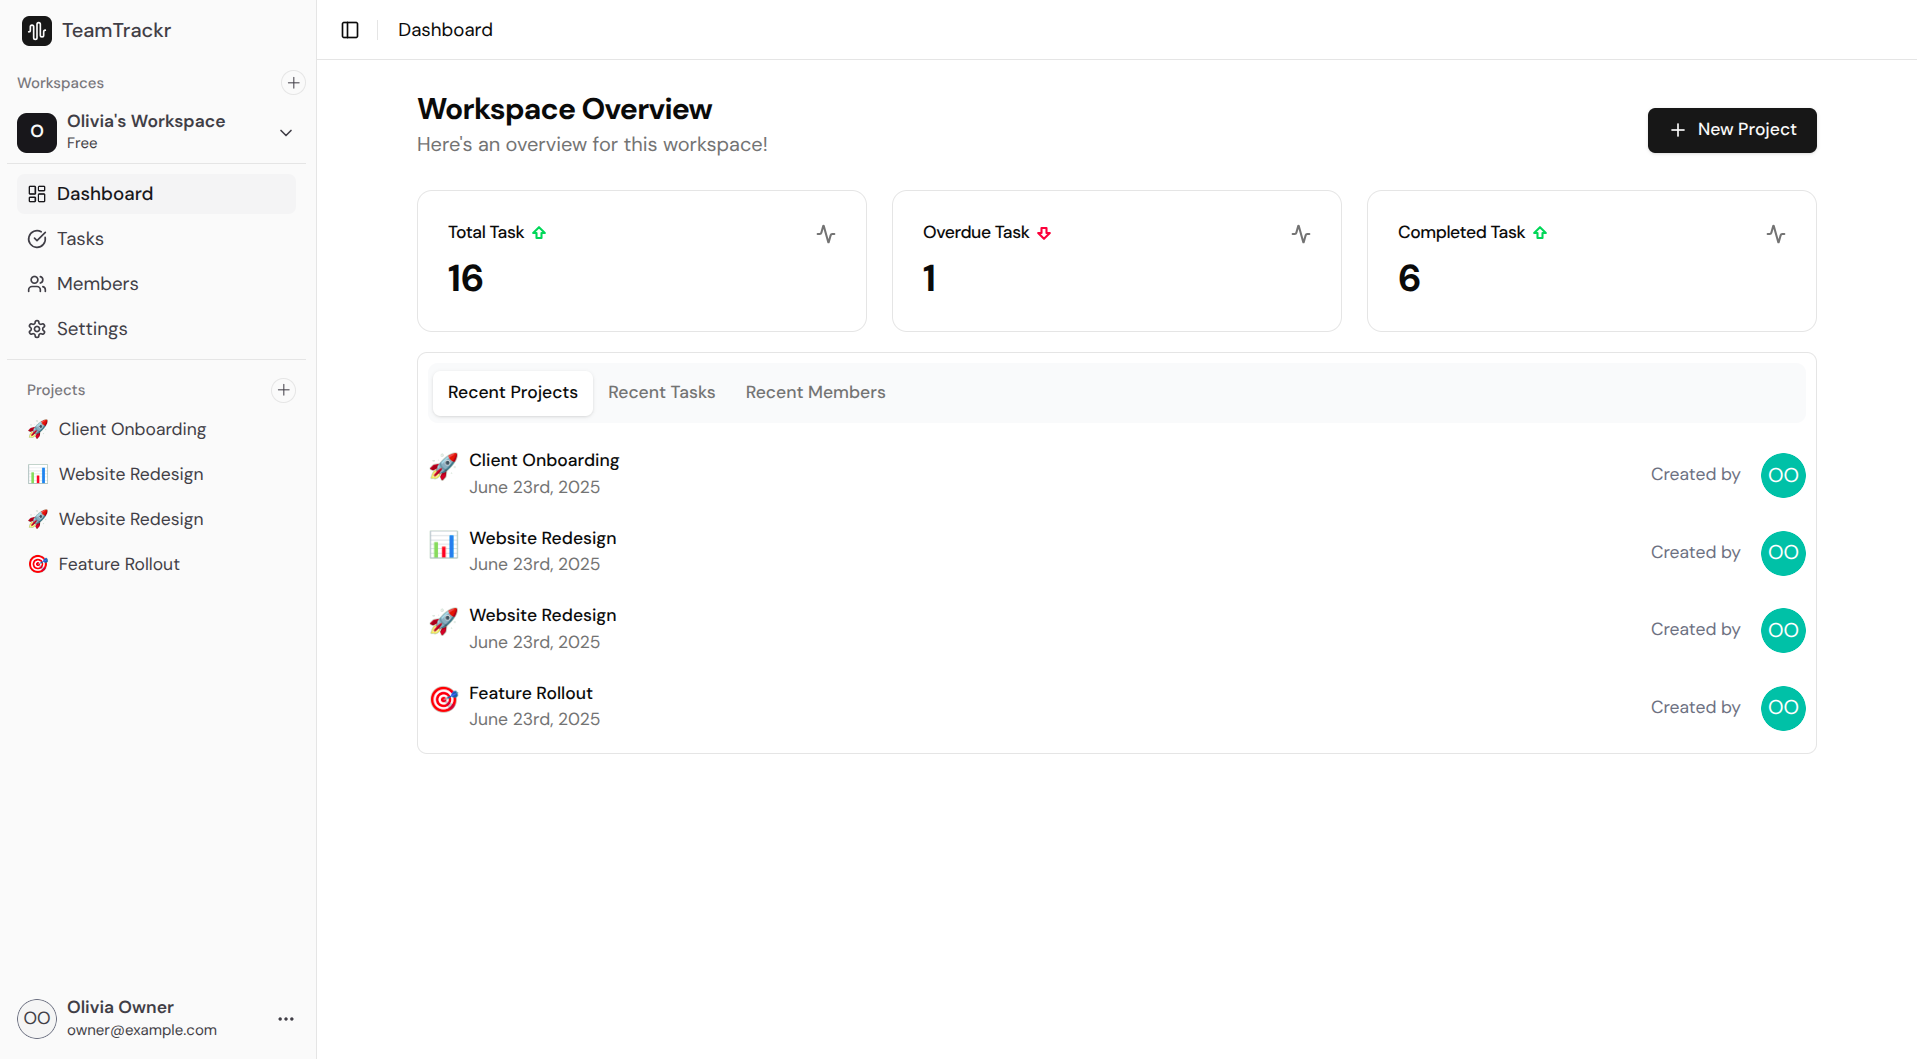 TeamTrackr
Workspaces
O
Olivia's Workspace
Free
Dashboard
Tasks
Members
Settings
Projects
Client Onboarding
Website Redesign
Website Redesign
Feature Rollout
OO
Olivia Owner
owner@example.com
Dashboard
Workspace Overview
Here's an overview for this workspace!
New Project
Total Task
16
Overdue Task
1
Completed Task
6
Recent Projects Recent Tasks Recent Members
Client Onboarding
June 23rd, 2025
Created by OO
Website Redesign
June 23rd, 2025
Created by OO
Website Redesign
June 23rd, 2025
Created by OO
Feature Rollout
June 23rd, 2025
Created by OO